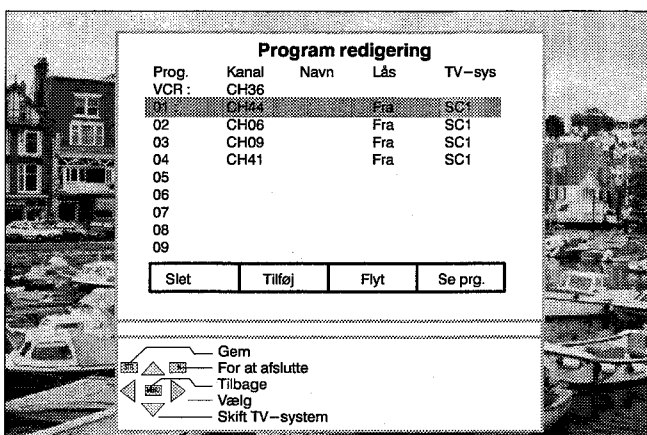 Program redigering
Prog. Kanal Navn Lås TV-sys
VCR : CH36
01 : CH44 Fra SC1
02 CH06 Fra SC1
03 CH09 Fra SC1
04 CH41 Fra SC1
05
06
07
08
09
Slet Tilføj Flyt Se prg.
Gem
For at afslutte
Tilbage
Vælg
Skift TV-system